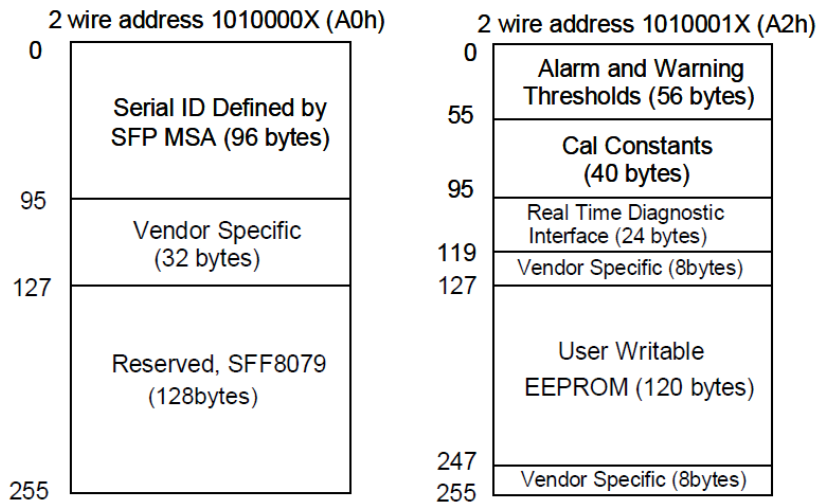 2 wire address 1010000X (A0h)
0
Serial ID Defined by
SFP MSA (96 bytes)
95
Vendor Specific
(32 bytes)
127
Reserved, SFF8079
(128bytes)
255
2 wire address 1010001X (A2h)
0
Alarm and Warning
Thresholds (56 bytes)
55
Cal Constants
(40 bytes)
95
Real Time Diagnostic
Interface (24 bytes)
119
Vendor Specific (8bytes)
127
User Writable
EEPROM (120 bytes)
247
Vendor Specific (8bytes)
255